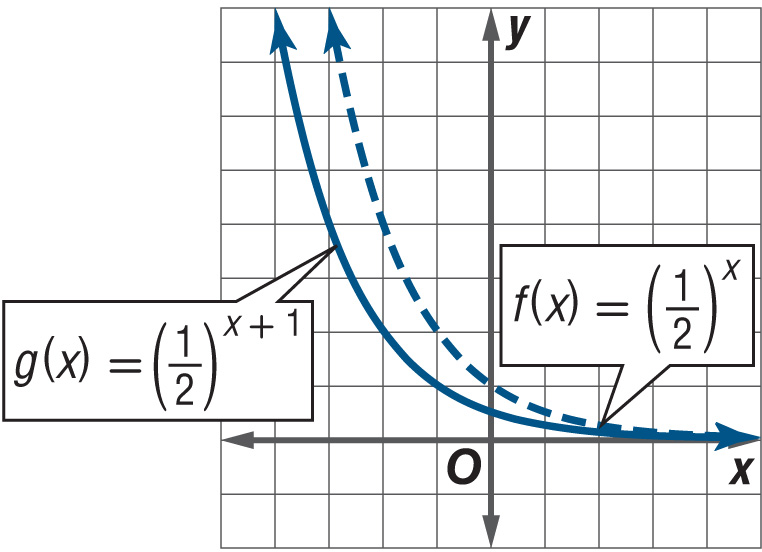 y
f(x) = (1/2)^x
g(x) = (1/2)^(x + 1)
O
x